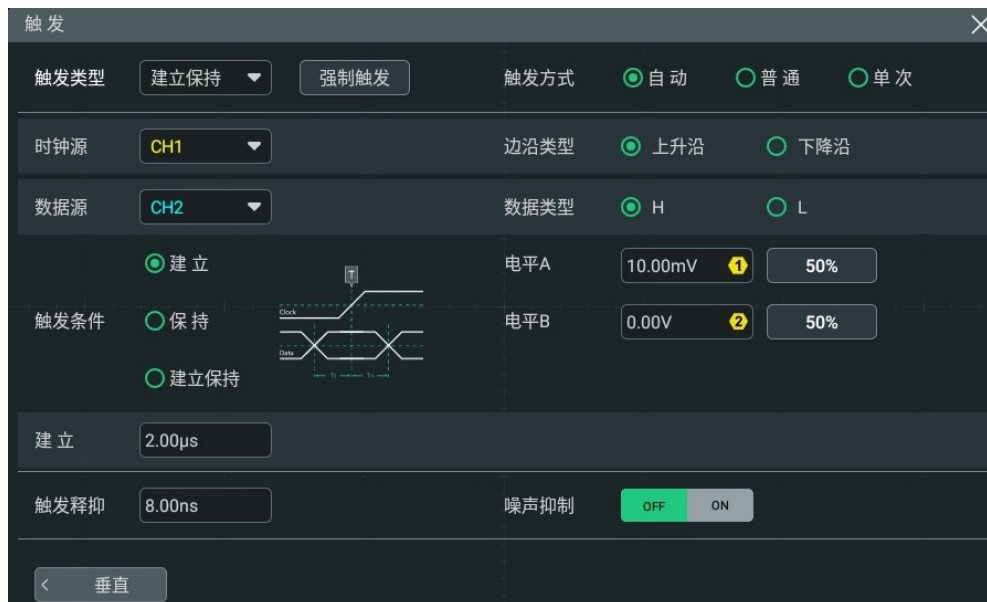 触 发
触发类型 建立保持 强制触发 触发方式 自 动 普 通 单 次
时钟源 CH1 边沿类型 上升沿 下降沿
数据源 CH2 数据类型 H L
建 立 电平A 10.00mV 1 50%
T
Clock
触发条件 保 持 电平B 0.00V 2 50%
Data
建立保持
建 立 2.00μs
触发释抑 8.00ns 噪声抑制 OFF ON
< 垂直